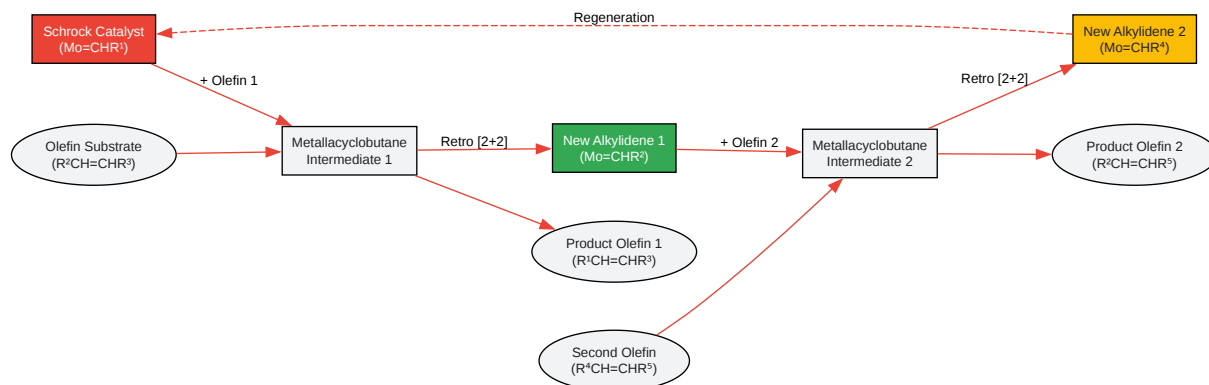 Regeneration
Schrock Catalyst
(Mo=CHR¹)
New Alkylidene 2
(Mo=CHR⁴)
+ Olefin 1
Retro [2+2]
Olefin Substrate
(R²CH=CHR³)
Metallacyclobutane
Intermediate 1
Retro [2+2]
New Alkylidene 1
(Mo=CHR²)
+ Olefin 2
Metallacyclobutane
Intermediate 2
Product Olefin 2
(R²CH=CHR⁵)
Product Olefin 1
(R¹CH=CHR³)
Second Olefin
(R⁴CH=CHR⁵)